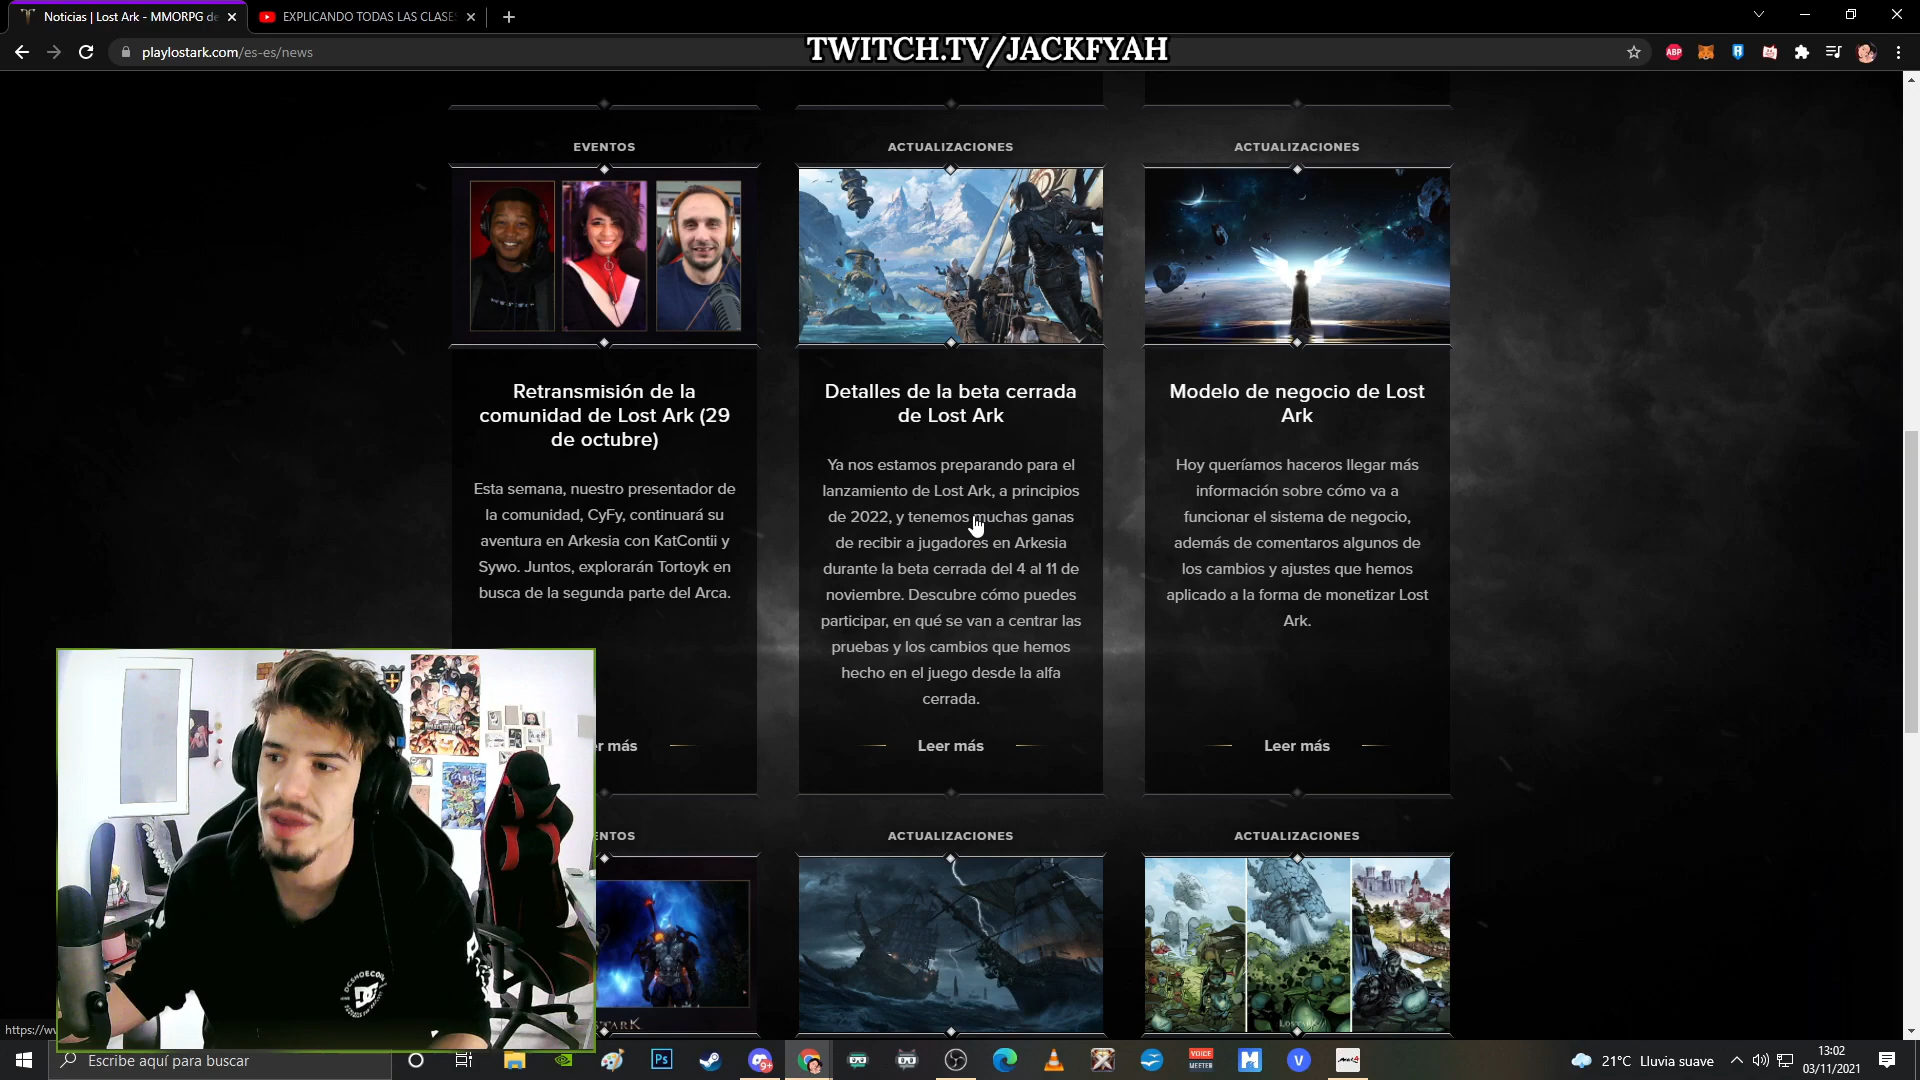 Noticias | Lost Ark - MMORPG de
EXPLICANDO TODAS LAS CLASES
playlostark.com/es-es/news
TWITCH.TV/JACKFYAH
ABP
EVENTOS
Retransmisión de la
comunidad de Lost Ark (29
de octubre)
Esta semana, nuestro presentador de
la comunidad, CyFy, continuará su
aventura en Arkesia con KatContii y
Sywo. Juntos, explorarán Tortoyk en
busca de la segunda parte del Arca.
er más
ACTUALIZACIONES
Detalles de la beta cerrada
de Lost Ark
Ya nos estamos preparando para el
lanzamiento de Lost Ark, a principios
de 2022, y tenemos muchas ganas
de recibir a jugadores en Arkesia
durante la beta cerrada del 4 al 11 de
noviembre. Descubre cómo puedes
participar, en qué se van a centrar las
pruebas y los cambios que hemos
hecho en el juego desde la alfa
cerrada.
Leer más
ACTUALIZACIONES
Modelo de negocio de Lost
Ark
Hoy queríamos haceros llegar más
información sobre cómo va a
funcionar el sistema de negocio,
además de comentaros algunos de
los cambios y ajustes que hemos
aplicado a la forma de monetizar Lost
Ark.
Leer más
ENTOS
ACTUALIZACIONES
ACTUALIZACIONES
LOST ARK
https://ww
Escribe aquí para buscar
Ps
9+
VOICE
MEETER
21°C Lluvia suave
13:02
03/11/2021